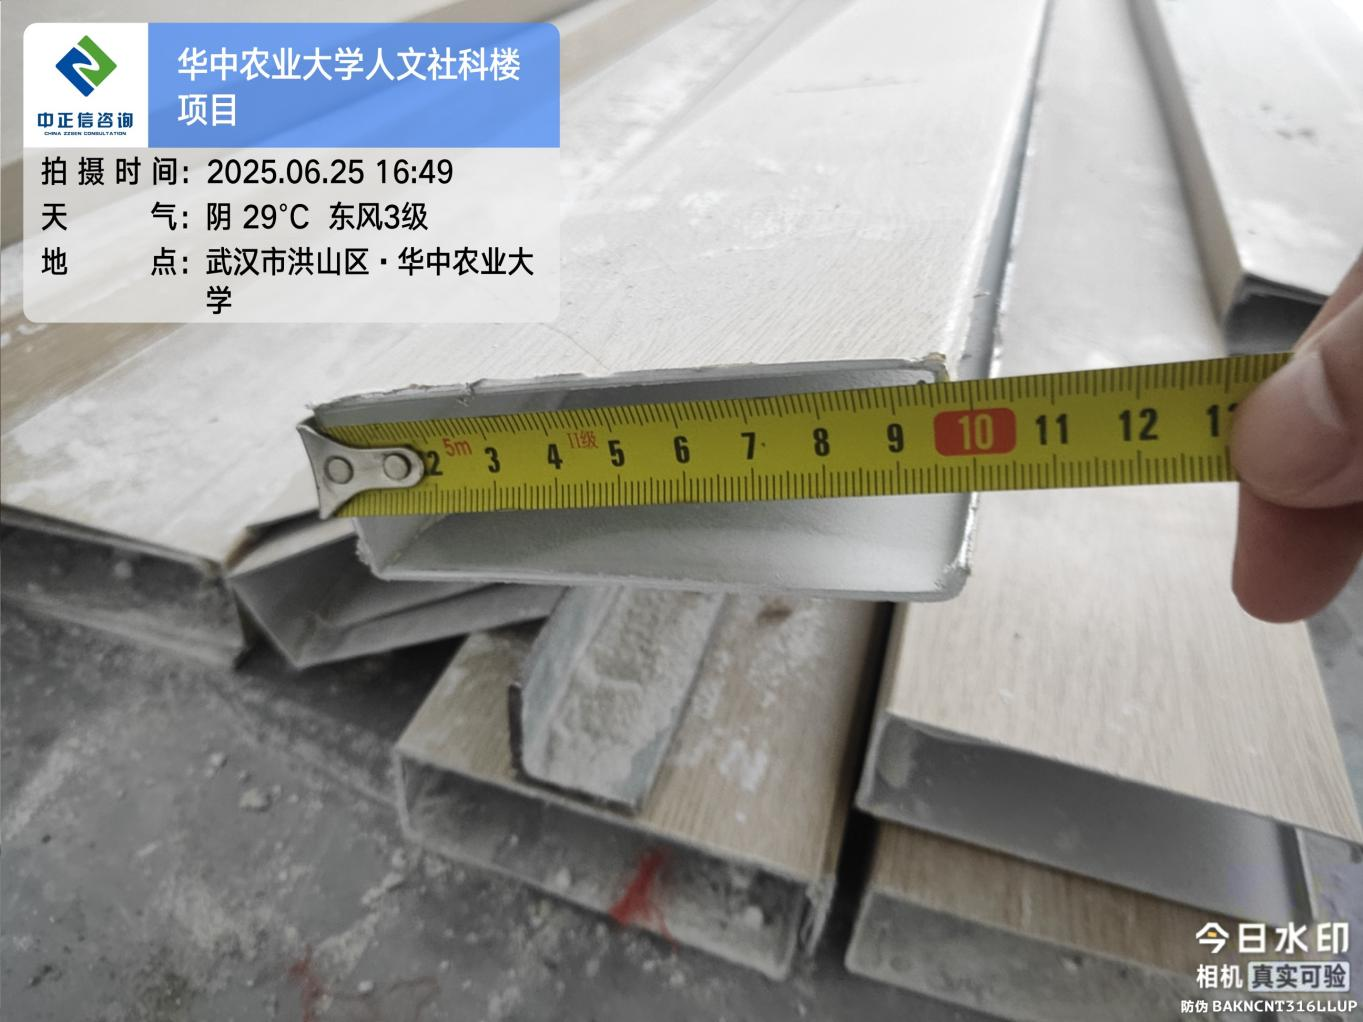 中正信咨询
CHINA ZZSEN CONSULTATION
华中农业大学人文社科楼
项目
拍摄时间: 2025.06.25 16:49
天气: 阴 29°C 东风3级
地点: 武汉市洪山区·华中农业大
学
5m II级
2 3 4 5 6 7 8 9 10 11 12
今日水印
相机 真实可验
防伪 BAKNCNT316LLUP